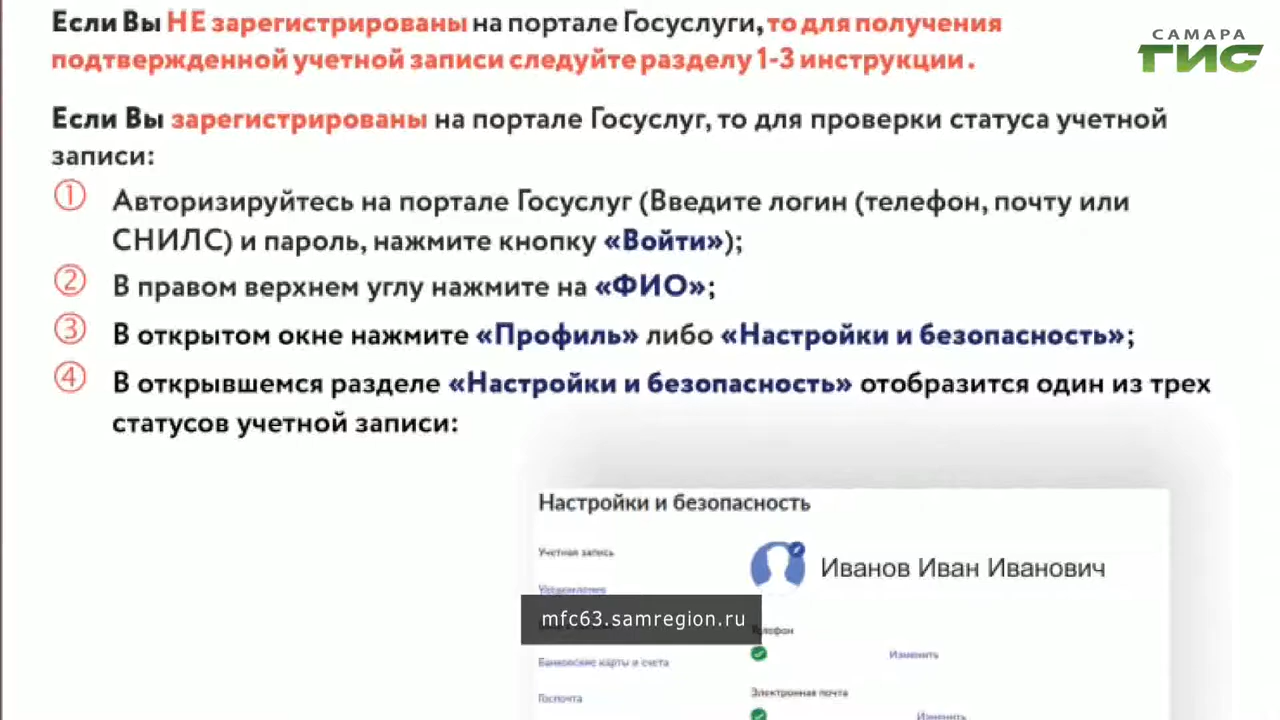 Если Вы НЕ зарегистрированы на портале Госуслуги, то для получения
подтвержденной учетной записи следуйте разделу 1-3 инструкции.
САМАРА
ГИС
Если Вы зарегистрированы на портале Госуслуг, то для проверки статуса учетной
записи:
1 Авторизируйтесь на портале Госуслуг (Введите логин (телефон, почту или
СНИЛС) и пароль, нажмите кнопку «Войти»);
2 В правом верхнем углу нажмите на «ФИО»;
3 В открытом окне нажмите «Профиль» либо «Настройки и безопасность»;
4 В открывшемся разделе «Настройки и безопасность» отобразится один из трех
статусов учетной записи:
Настройки и безопасность
Учетная запись
Иванов Иван Иванович
Уведомления
mfc63.samregion.ru
Телефон
Изменить
Банковские карты и счета
Электронная почта
Госпочта
Изменить